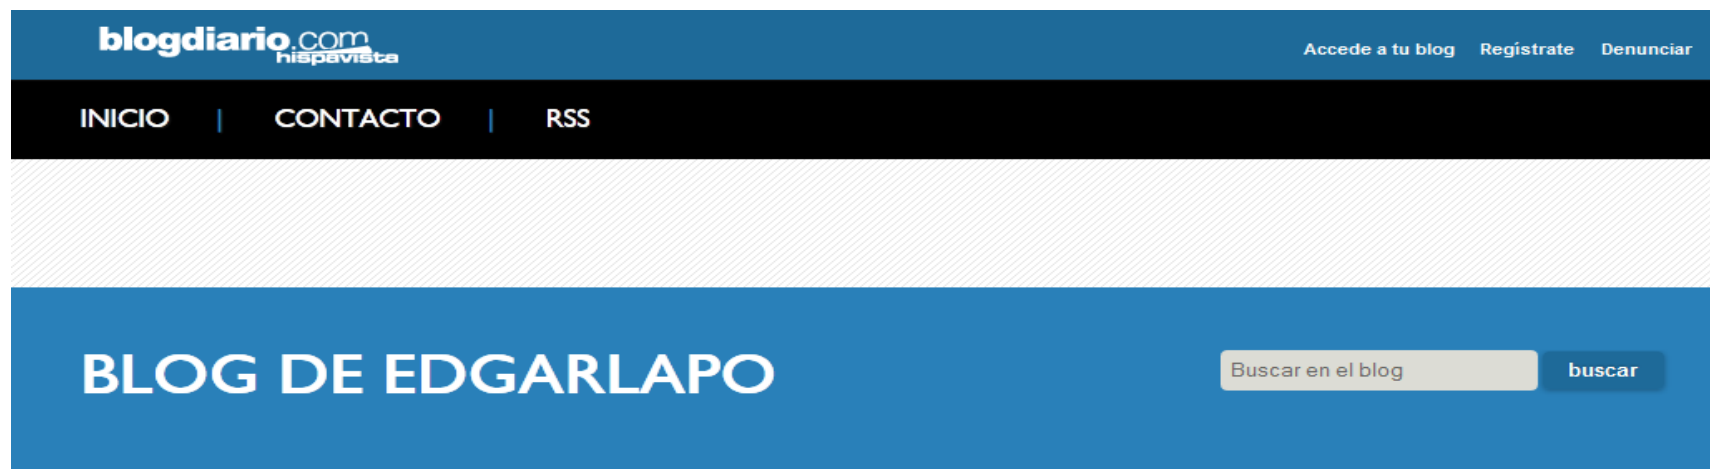 blogdiario.com
hispavista
Accede a tu blog Regístrate Denunciar
INICIO | CONTACTO | RSS
BLOG DE EDGARLAPO
Buscar en el blog buscar